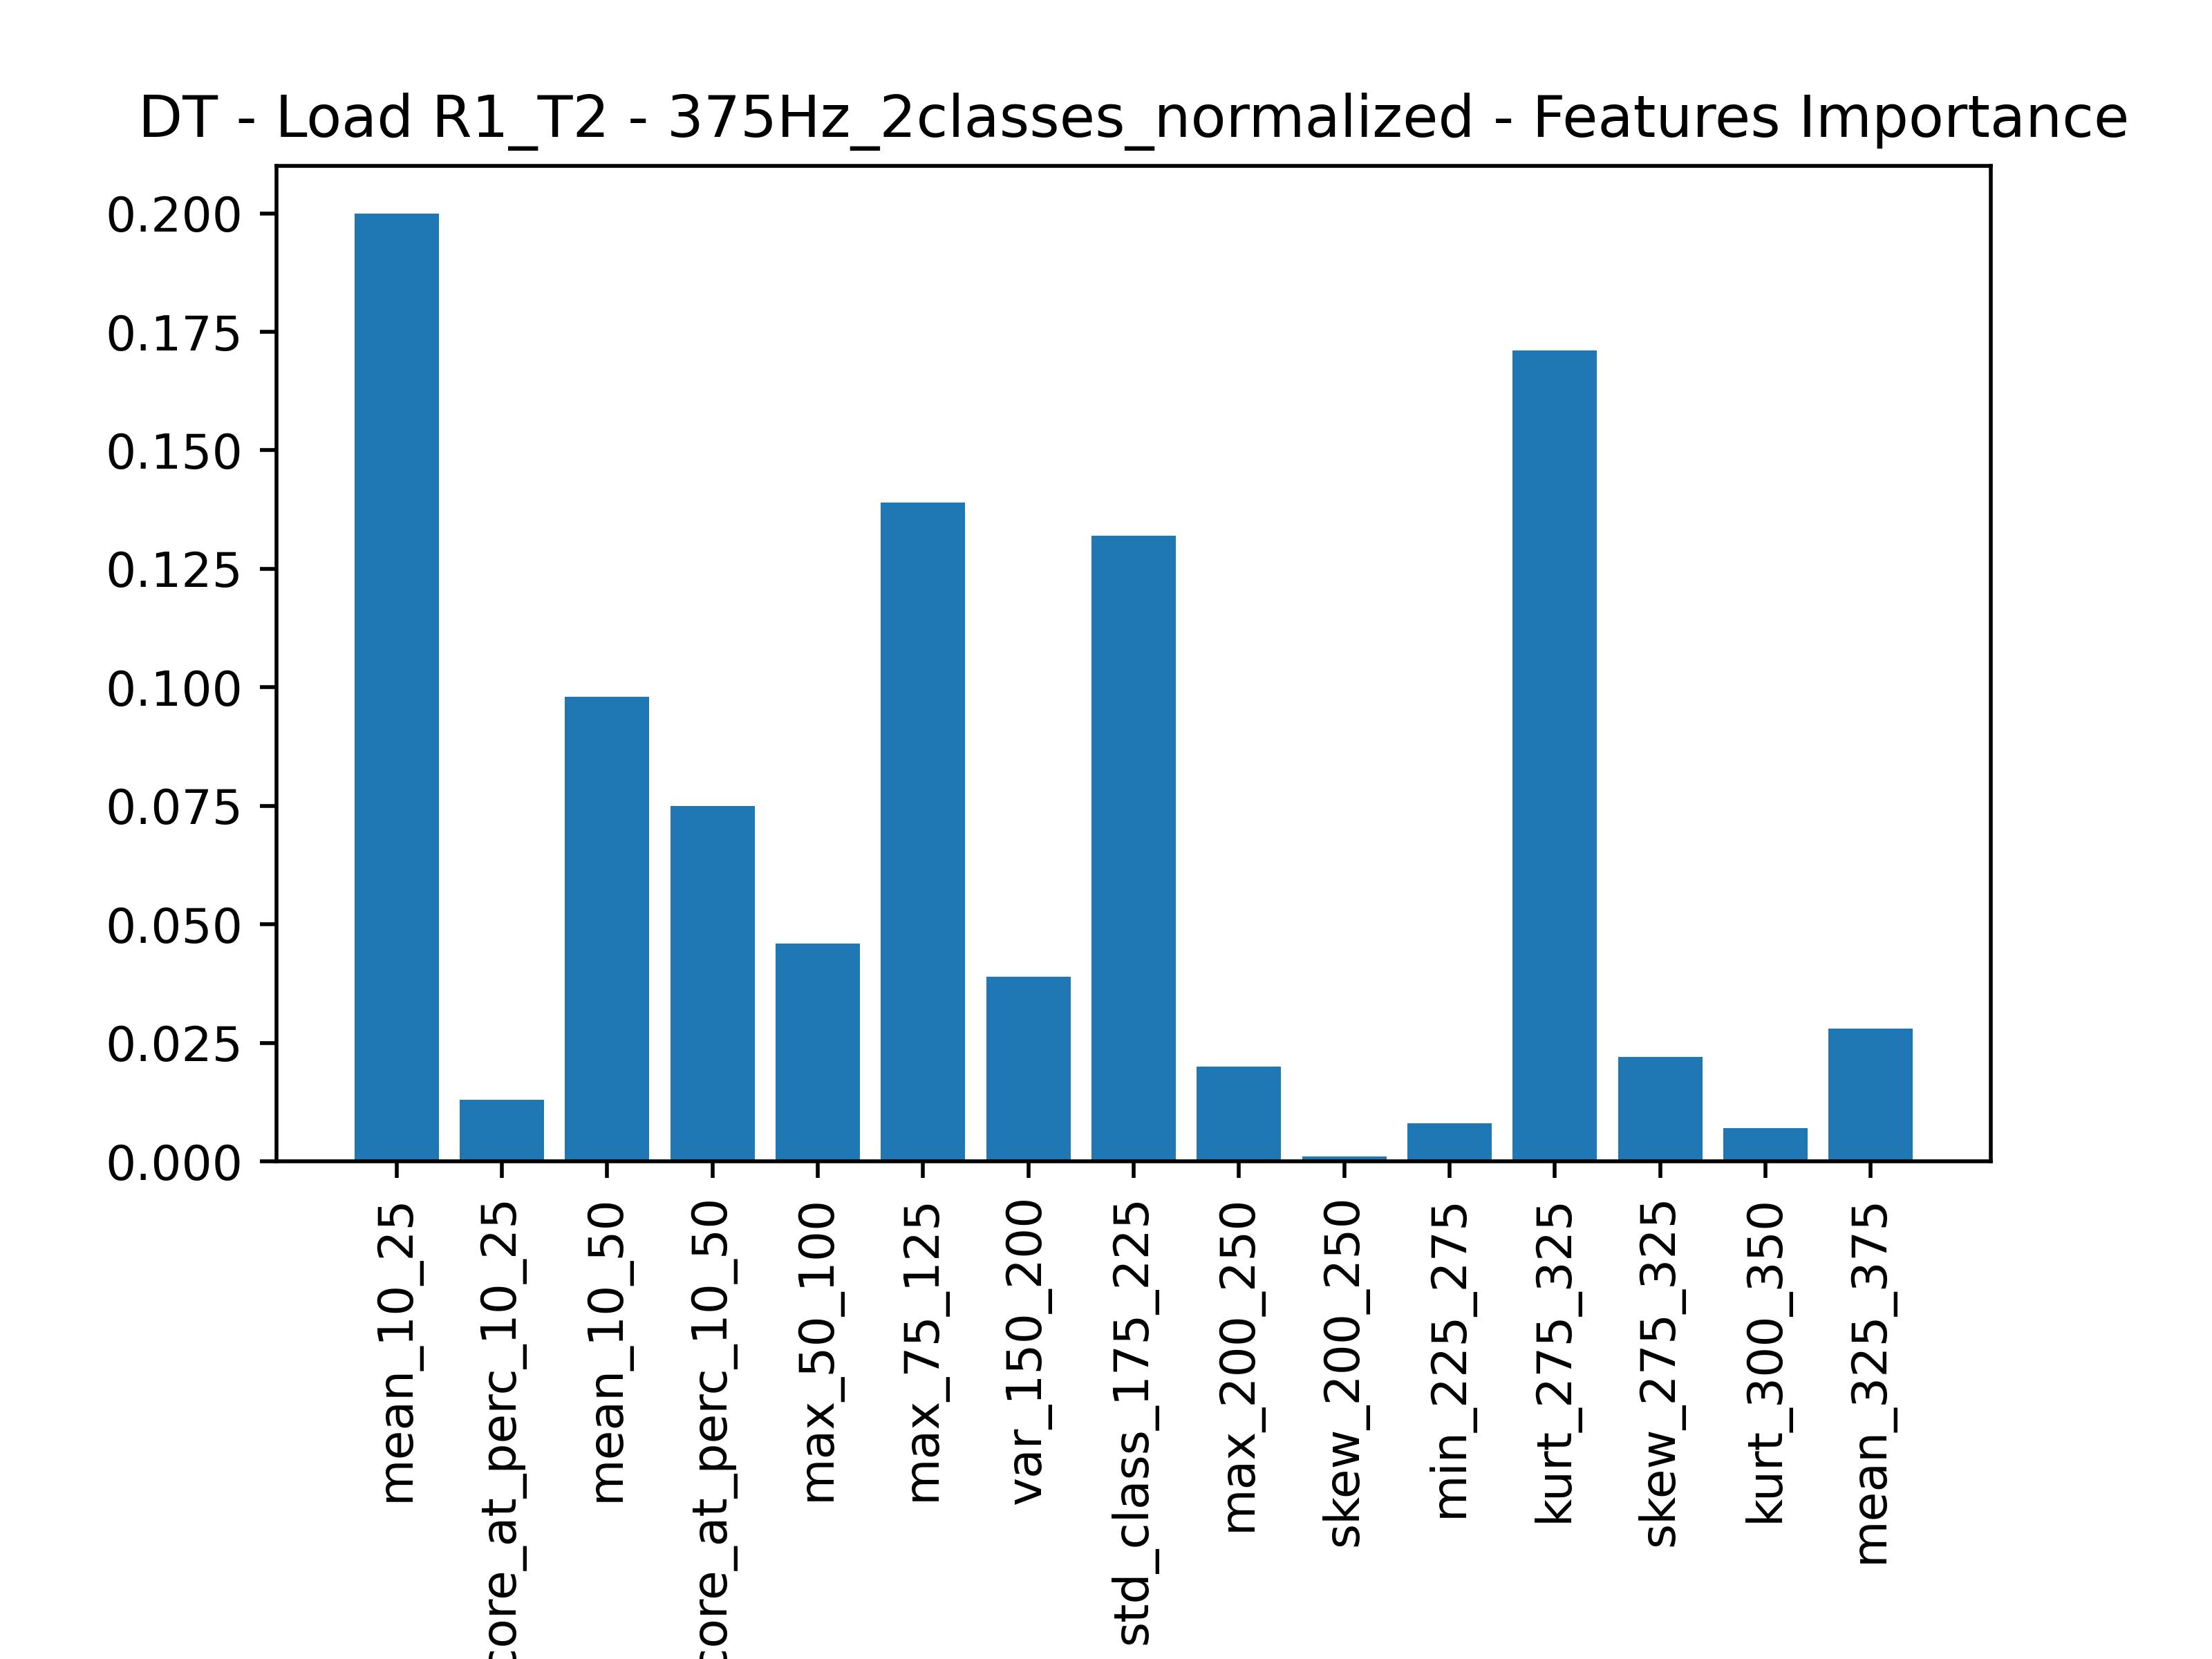 DT - Load R1_T2 - 375Hz_2classes_normalized - Features Importance
0.200
0.175
0.150
0.125
0.100
0.075
0.050
0.025
0.000
mean_10_25
core_at_perc_10_25
mean_10_50
core_at_perc_10_50
max_50_100
max_75_125
var_150_200
std_class_175_225
max_200_250
skew_200_250
min_225_275
kurt_275_325
skew_275_325
kurt_300_350
mean_325_375